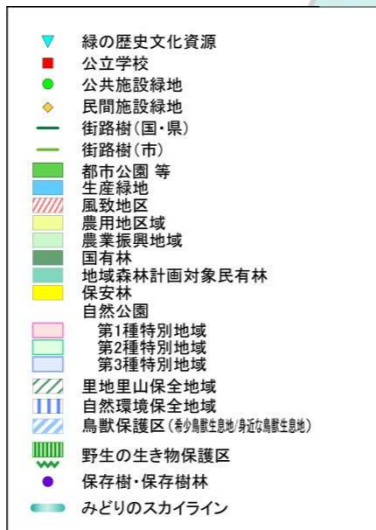 緑の歴史文化資源
公立学校
公共施設緑地
民間施設緑地
街路樹(国・県)
街路樹(市)
都市公園 等
生産緑地
風致地区
農用地区域
農業振興地域
国有林
地域森林計画対象民有林
保安林
自然公園
第1種特別地域
第2種特別地域
第3種特別地域
里地里山保全地域
自然環境保全地域
鳥獣保護区(希少鳥獣生息地/身近な鳥獣生息地)
野生の生き物保護区
保存樹・保存樹林
みどりのスカイライン